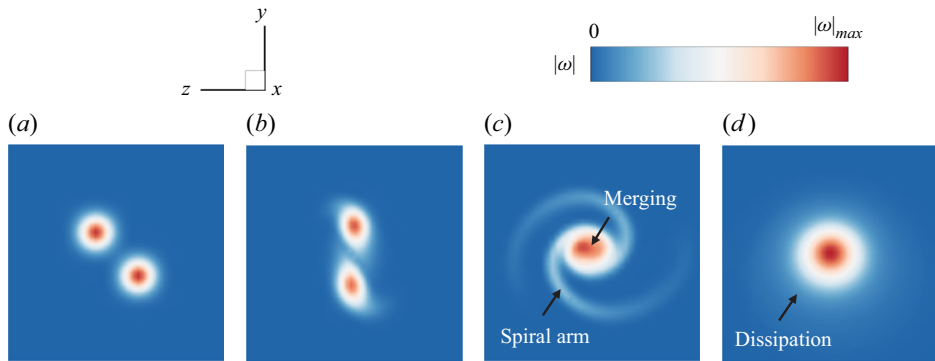 y
z
x
0
|ω|max
|ω|
(a)
(b)
(c)
(d)
Merging
Spiral arm
Dissipation